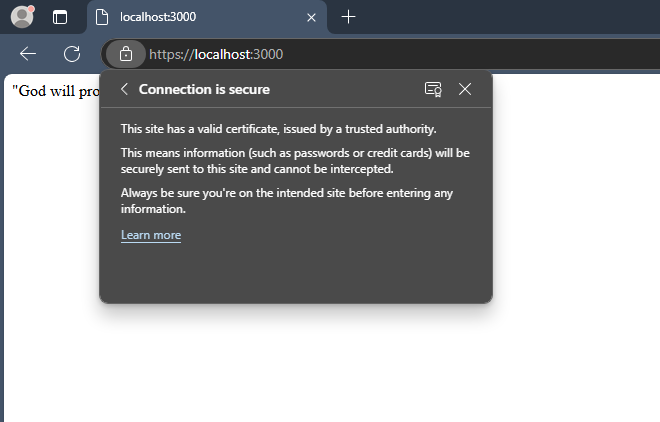 localhost:3000
https://localhost:3000
"God will
Connection is secure
This site has a valid certificate, issued by a trusted authority.
This means information (such as passwords or credit cards) will be
securely sent to this site and cannot be intercepted.
Always be sure you're on the intended site before entering any
information.
Learn more